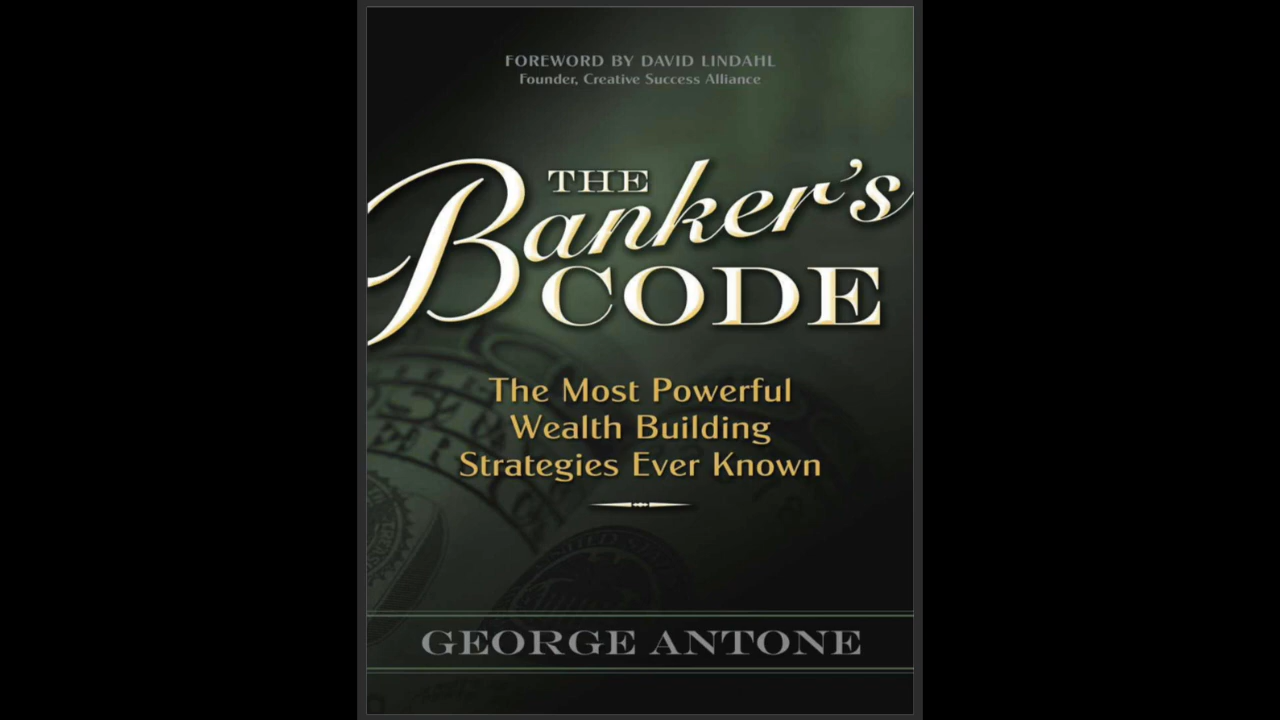 FOREWORD BY DAVID LINDAHL
Founder, Creative Success Alliance
THE
Banker's
CODE
The Most Powerful
Wealth Building
Strategies Ever Known
GEORGE ANTONE